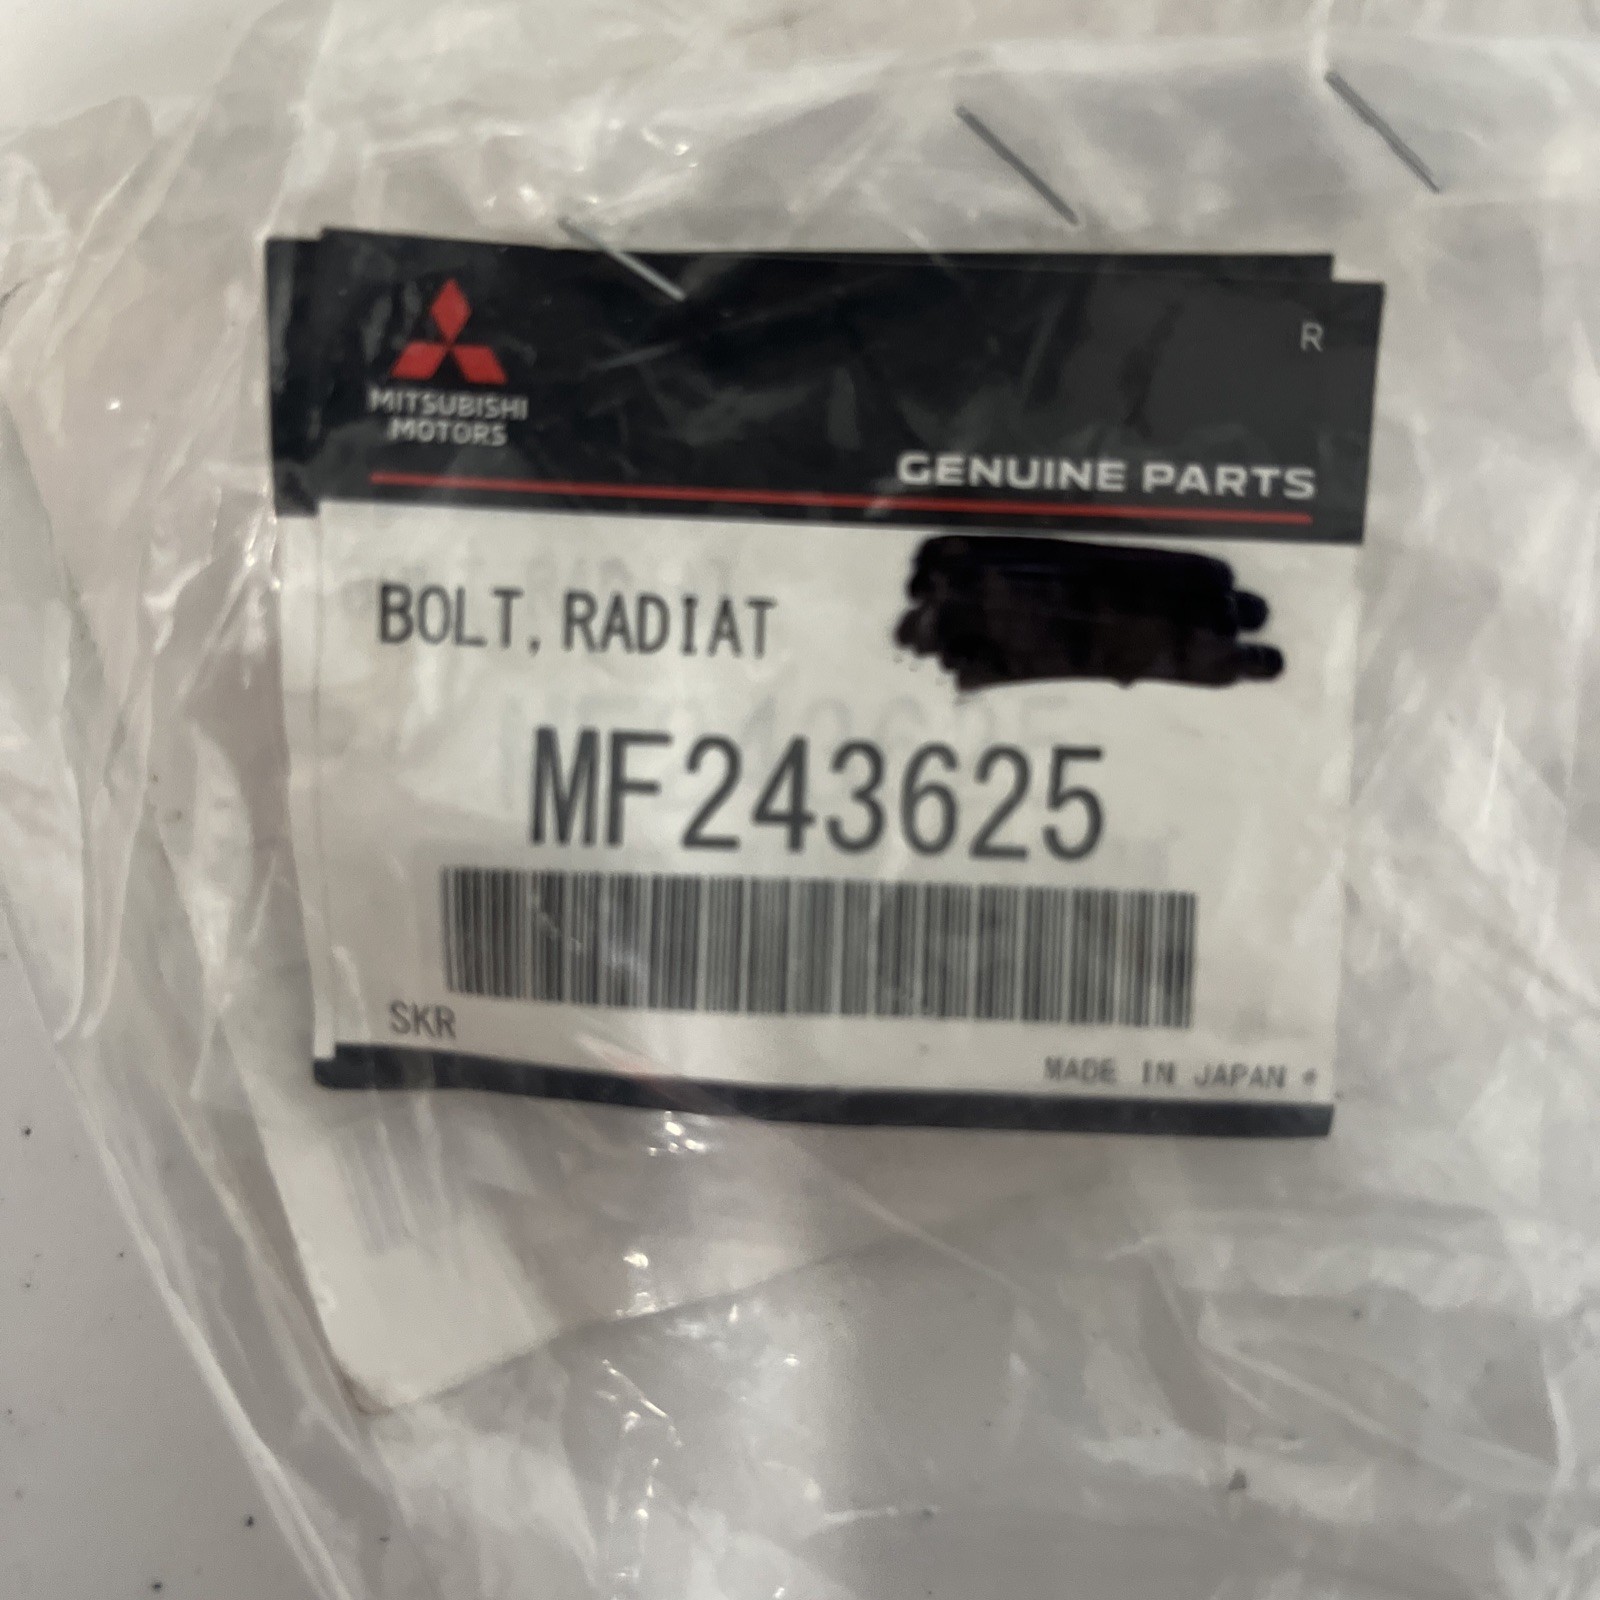 MITSUBISHI
MOTORS
R
GENUINE PARTS
BOLT, RADIAT
MF243625
SKR
MADE IN JAPAN *